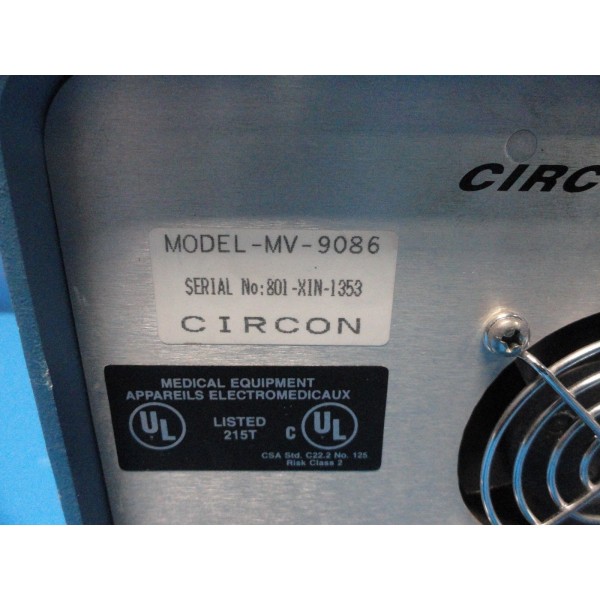 CIRC
MODEL-MV-9086
SERIAL No:801-XIN-1353
CIRCON
MEDICAL EQUIPMENT
APPAREILS ELECTROMEDICAUX
UL LISTED 215T C UL
CSA Std. C22.2 No. 125
Risk Class 2